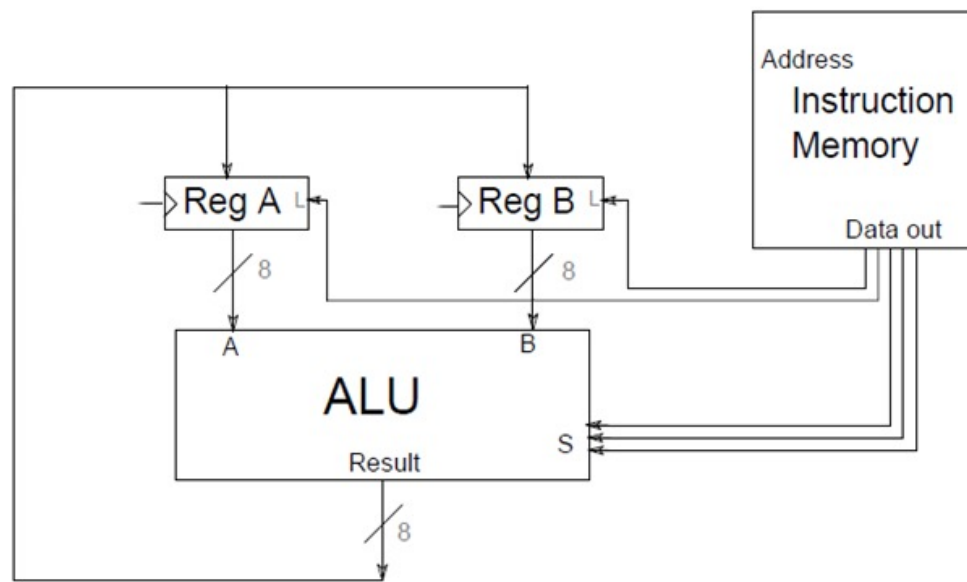 Address
Instruction
Memory
Data out
Reg A L
Reg B L
8
8
A
B
ALU
S
Result
8